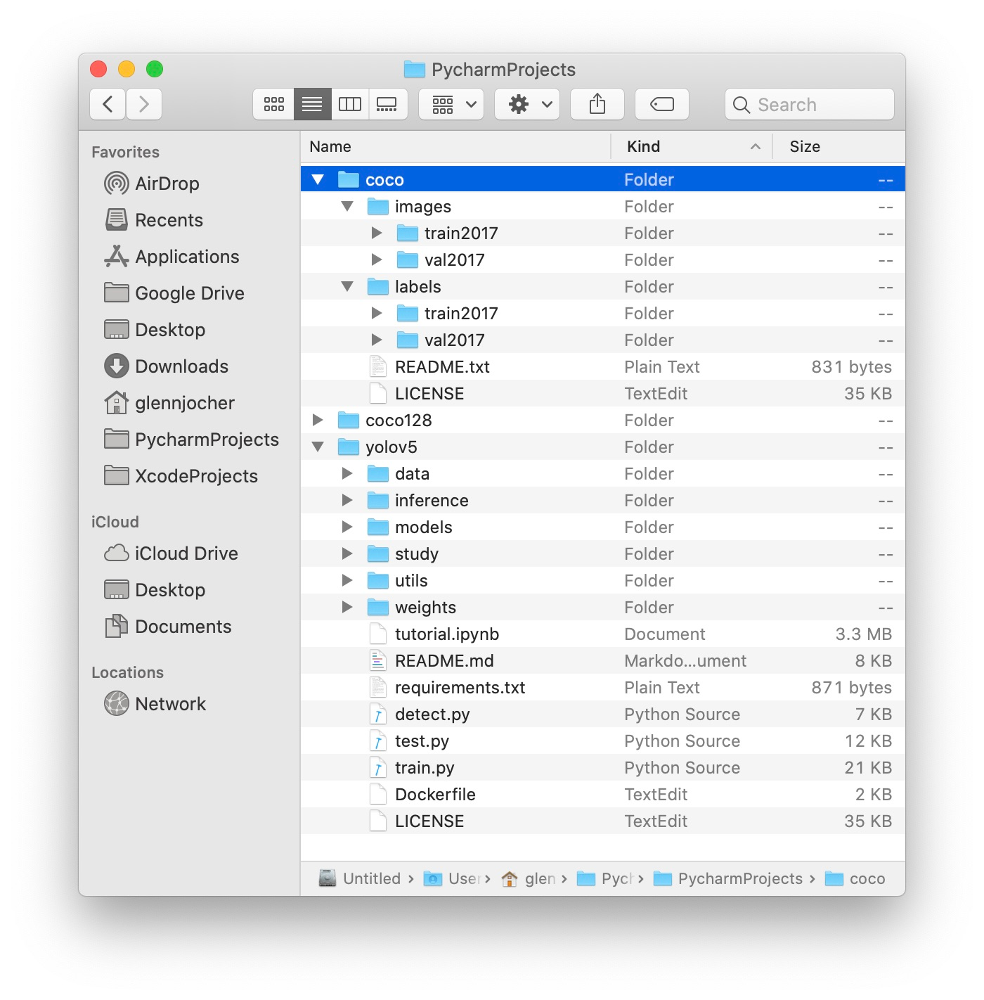 PycharmProjects
Search
Favorites
AirDrop
Recents
Applications
Google Drive
Desktop
Downloads
glennjocher
PycharmProjects
XcodeProjects
iCloud
iCloud Drive
Desktop
Documents
Locations
Network
Name Kind Size
coco Folder --
images Folder --
train2017 Folder --
val2017 Folder --
labels Folder --
train2017 Folder --
val2017 Folder --
README.txt Plain Text 831 bytes
LICENSE TextEdit 35 KB
coco128 Folder --
yolov5 Folder --
data Folder --
inference Folder --
models Folder --
study Folder --
utils Folder --
weights Folder --
tutorial.ipynb Document 3.3 MB
README.md Markdo...ument 8 KB
requirements.txt Plain Text 871 bytes
detect.py Python Source 7 KB
test.py Python Source 12 KB
train.py Python Source 21 KB
Dockerfile TextEdit 2 KB
LICENSE TextEdit 35 KB
Untitled › User › glen › Pych › PycharmProjects › coco